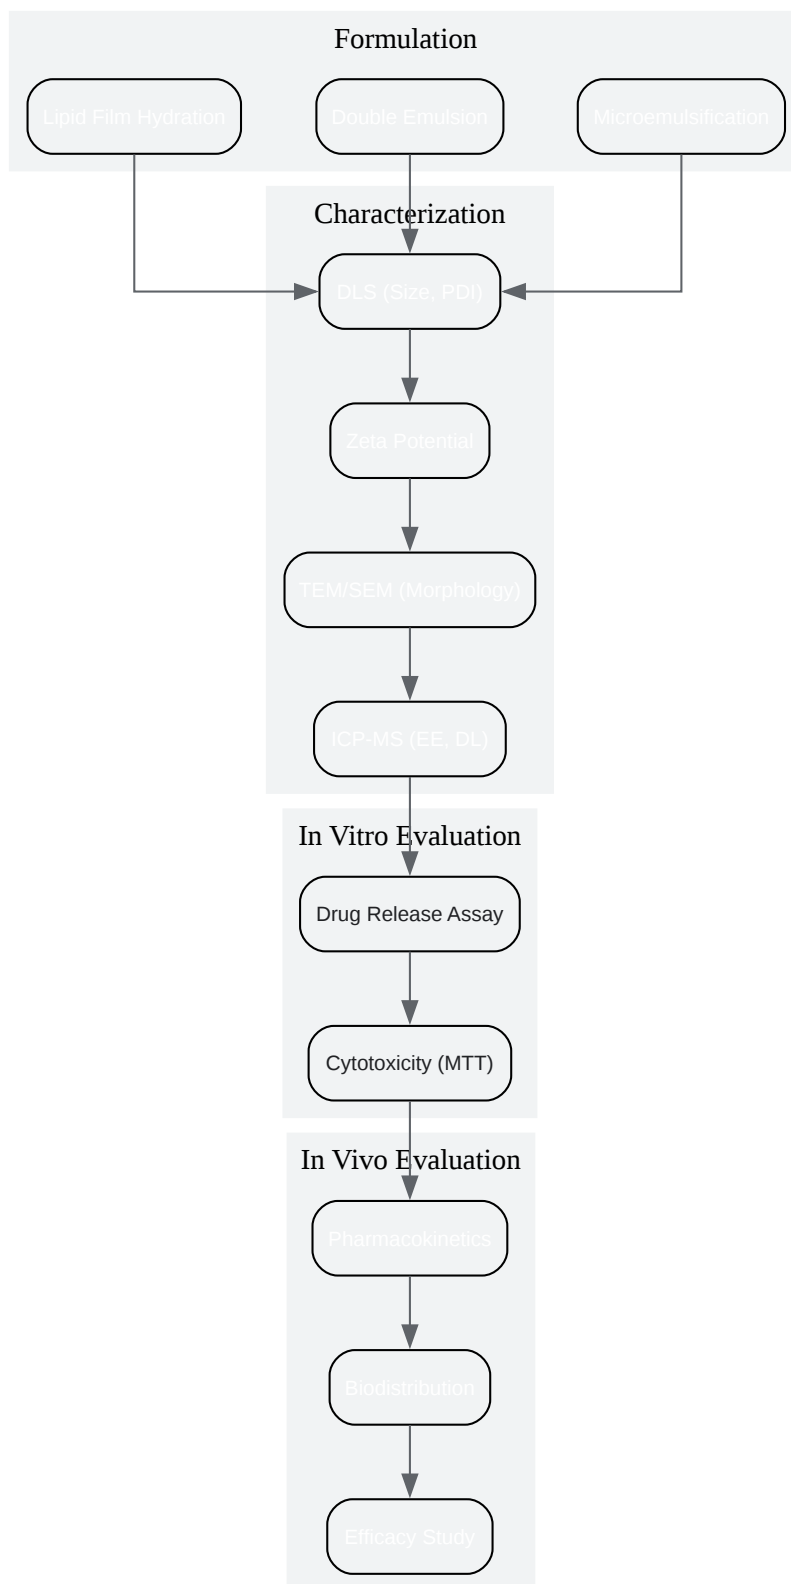 Formulation
Lipid Film Hydration
Double Emulsion
Microemulsification
Characterization
DLS (Size, PDI)
Zeta Potential
TEM/SEM (Morphology)
ICP-MS (EE, DL)
In Vitro Evaluation
Drug Release Assay
Cytotoxicity (MTT)
In Vivo Evaluation
Pharmacokinetics
Biodistribution
Efficacy Study